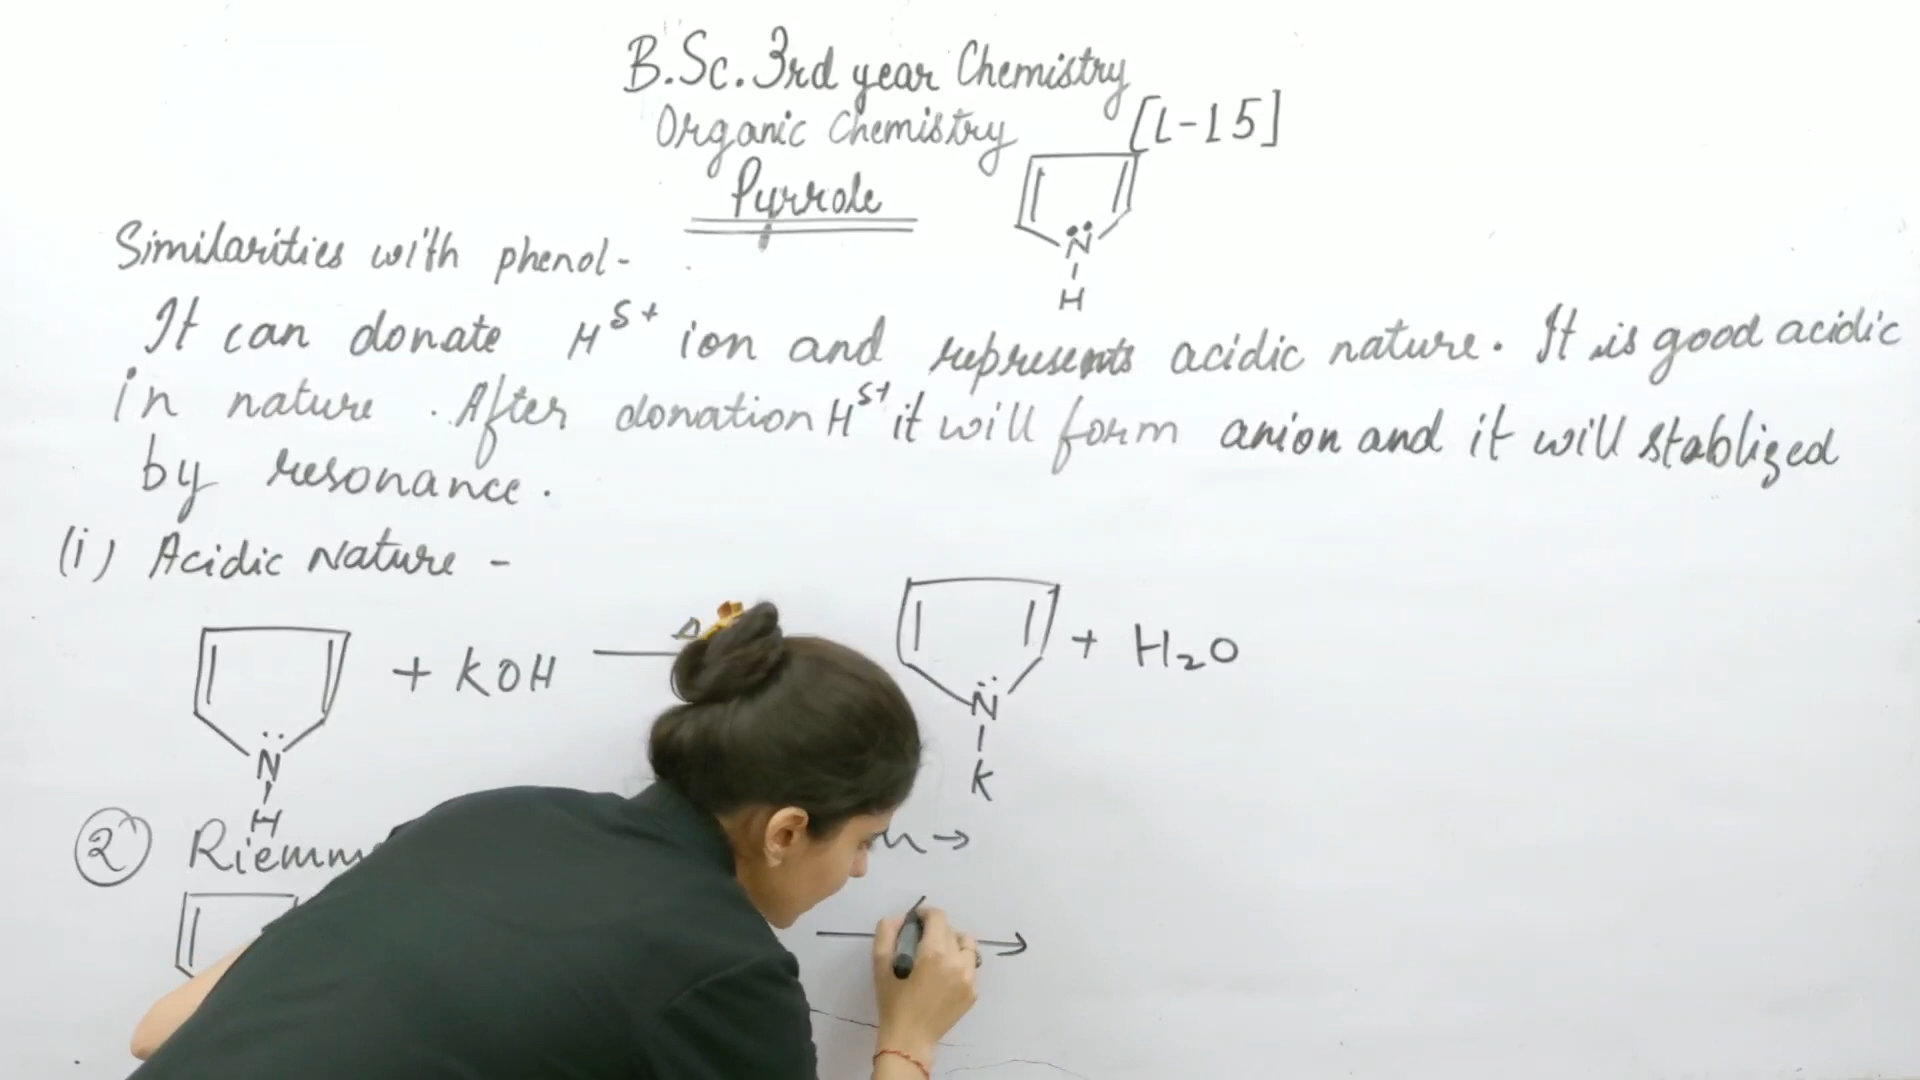 B.Sc. 3rd year Chemistry
Organic Chemistry [L-15]
Pyrrole
N
H
Similarities with phenol-
It can donate H^δ+ ion and represents acidic nature. It is good acidic
in nature. After donation H^δ+ it will form anion and it will stablized
by resonance.
(i) Acidic Nature -
N H + KOH Δ N K + H₂O
②